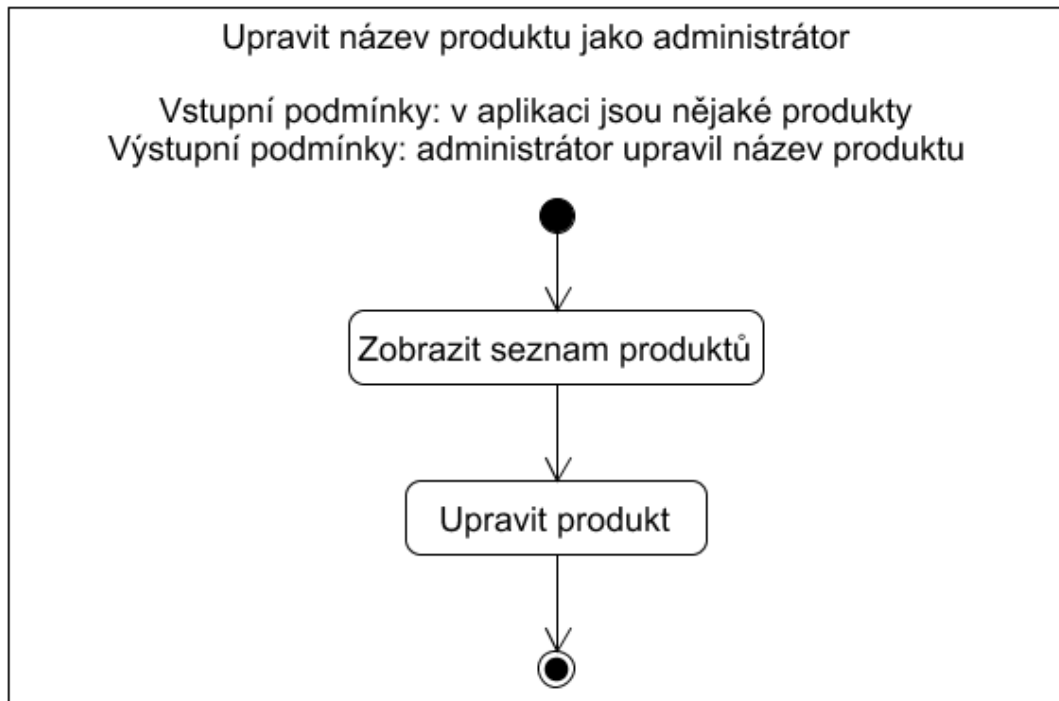 Upravit název produktu jako administrátor
Vstupní podmínky: v aplikaci jsou nějaké produkty
Výstupní podmínky: administrátor upravil název produktu
Zobrazit seznam produktů
Upravit produkt